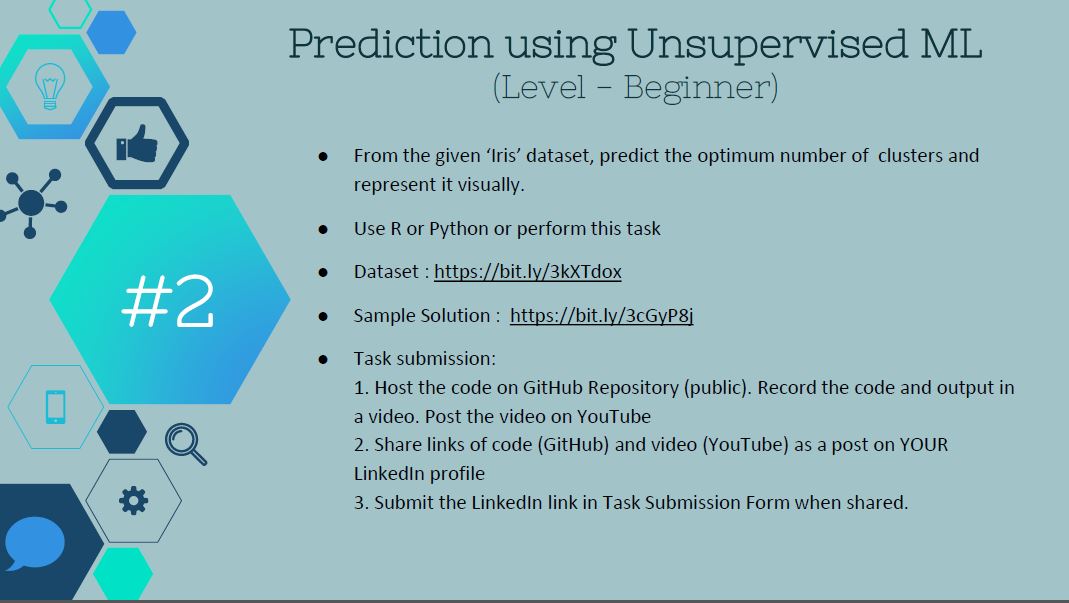 Prediction using Unsupervised ML
(Level - Beginner)
● From the given ‘Iris’ dataset, predict the optimum number of clusters and
represent it visually.
● Use R or Python or perform this task
● Dataset : https://bit.ly/3kXTdox
● Sample Solution : https://bit.ly/3cGyP8j
● Task submission:
1. Host the code on GitHub Repository (public). Record the code and output in
a video. Post the video on YouTube
2. Share links of code (GitHub) and video (YouTube) as a post on YOUR
LinkedIn profile
3. Submit the LinkedIn link in Task Submission Form when shared.
#2